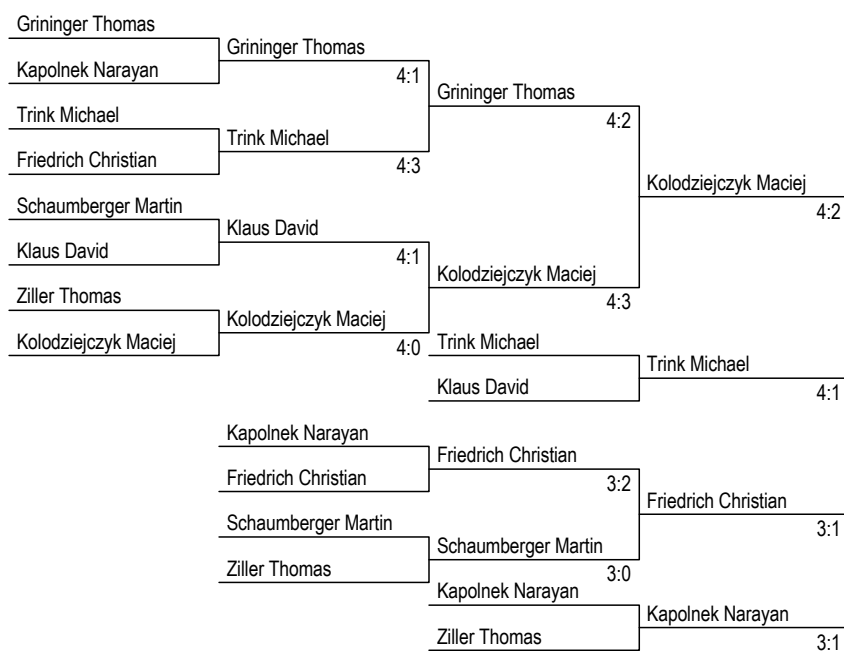 Grininger Thomas
Grininger Thomas
Kapolnek Narayan
4:1
Grininger Thomas
Trink Michael
4:2
Trink Michael
Friedrich Christian
4:3
Kolodziejczyk Maciej
Schaumberger Martin
4:2
Klaus David
Klaus David
4:1
Kolodziejczyk Maciej
Ziller Thomas
4:3
Kolodziejczyk Maciej
Kolodziejczyk Maciej
4:0
Trink Michael
Trink Michael
Klaus David
4:1
Kapolnek Narayan
Friedrich Christian
Friedrich Christian
3:2
Friedrich Christian
Schaumberger Martin
3:1
Schaumberger Martin
Ziller Thomas
3:0
Kapolnek Narayan
Kapolnek Narayan
Ziller Thomas
3:1